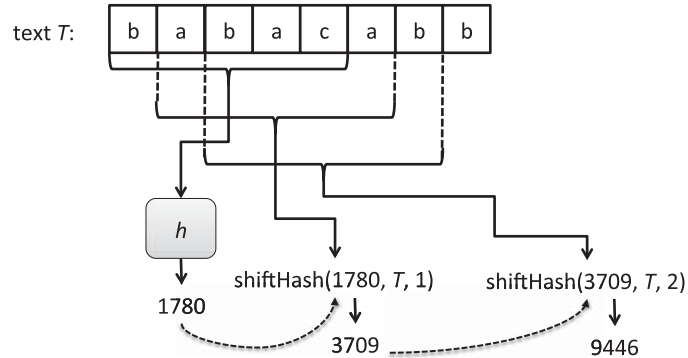 text T: b a b a c a b b
h
shiftHash(1780, T, 1) shiftHash(3709, T, 2)
1780
3709 9446